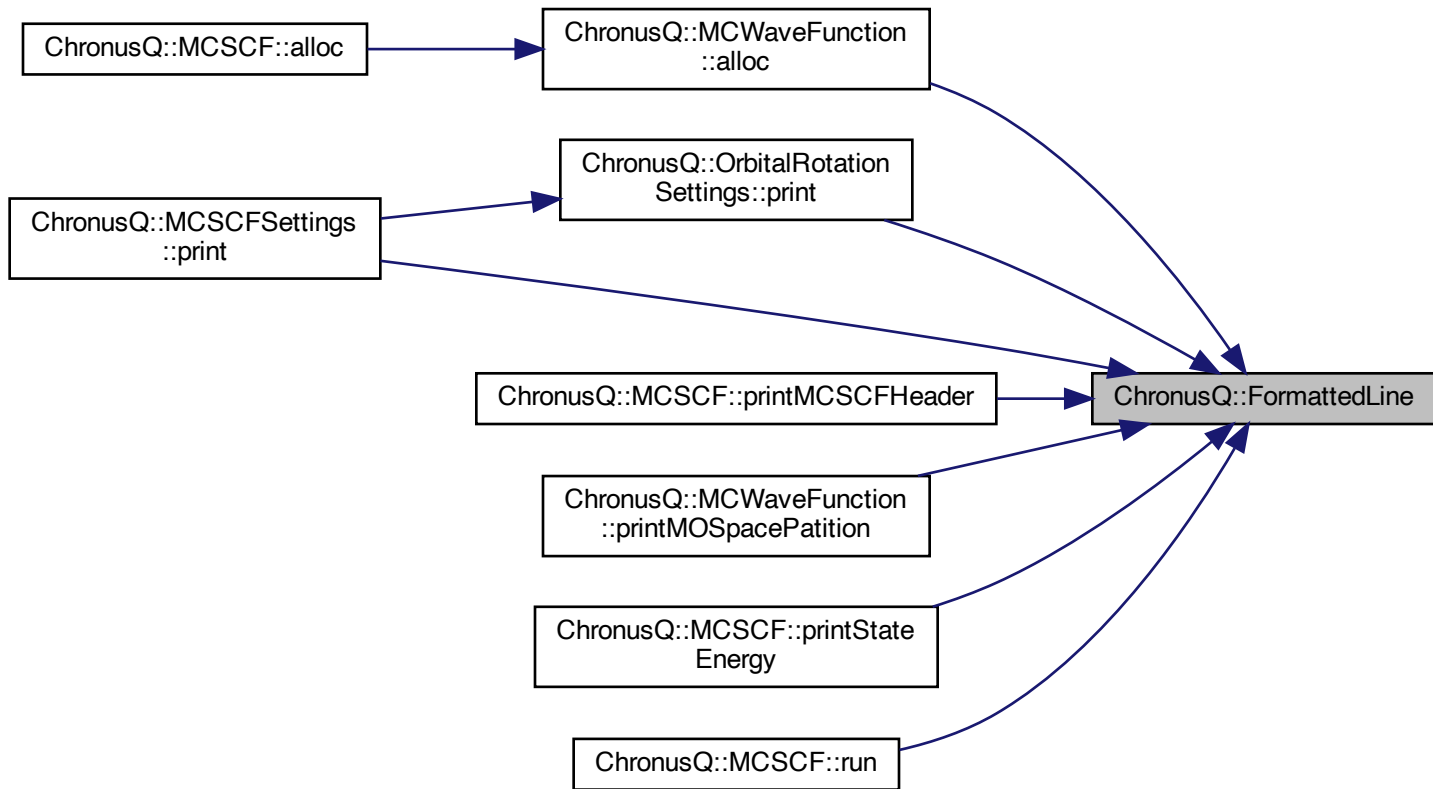 ChronusQ::MCSCF::alloc
ChronusQ::MCWaveFunction
::alloc
ChronusQ::OrbitalRotation
Settings::print
ChronusQ::MCSCFSettings
::print
ChronusQ::MCSCF::printMCSCFHeader
ChronusQ::FormattedLine
ChronusQ::MCWaveFunction
::printMOSpacePatition
ChronusQ::MCSCF::printState
Energy
ChronusQ::MCSCF::run